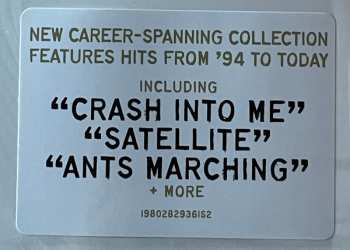 NEW CAREER-SPANNING COLLECTION
FEATURES HITS FROM '94 TO TODAY
INCLUDING
“CRASH INTO ME”
“SATELLITE”
“ANTS MARCHING”
+ MORE
19802829361S2